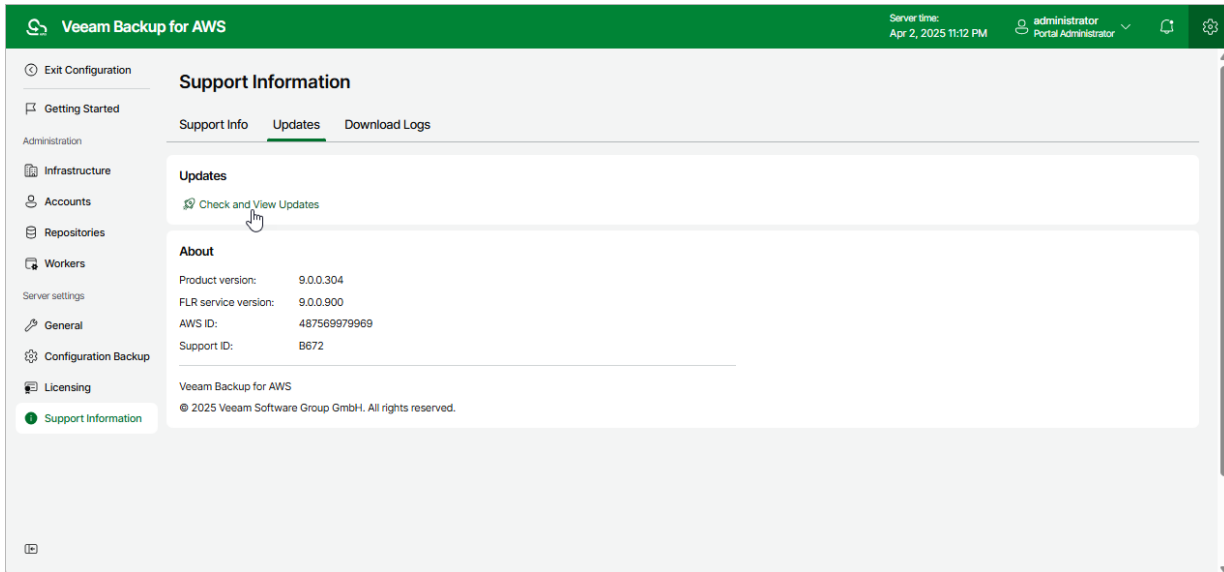 Veeam Backup for AWS
Server time:
Apr 2, 2025 11:12 PM
administrator
Portal Administrator
Exit Configuration
Getting Started
Administration
Infrastructure
Accounts
Repositories
Workers
Server settings
General
Configuration Backup
Licensing
Support Information
Support Information
Support Info Updates Download Logs
Updates
Check and View Updates
About
Product version: 9.0.0.304
FLR service version: 9.0.0.900
AWS ID: 487569979969
Support ID: B672
Veeam Backup for AWS
© 2025 Veeam Software Group GmbH. All rights reserved.